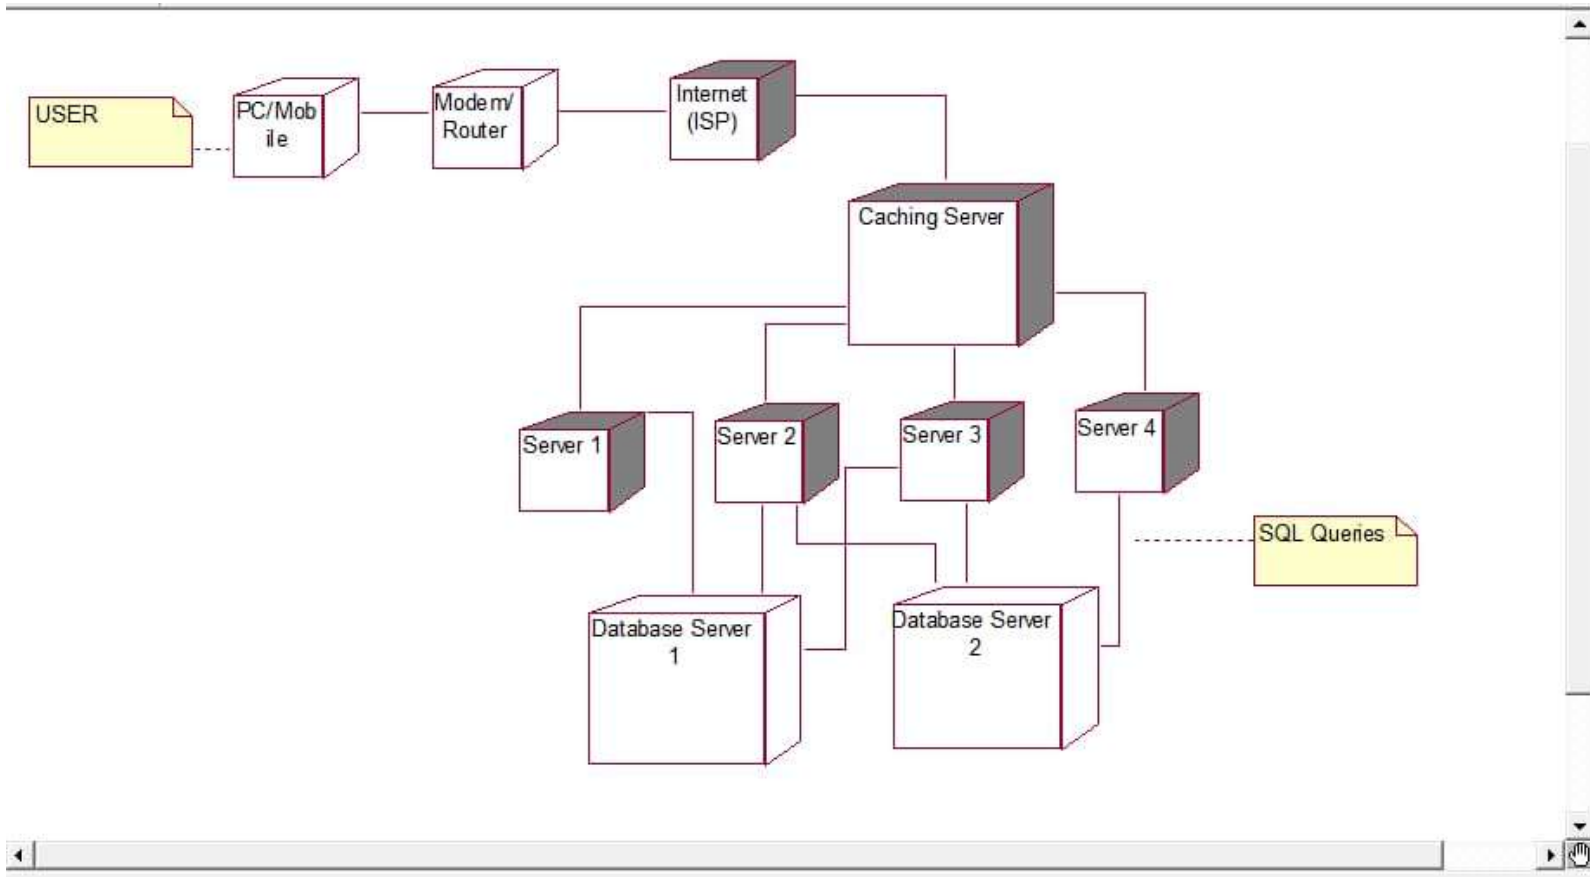 USER
PC/Mob
ile
Modem/
Router
Internet
(ISP)
Caching Server
Server 1
Server 2
Server 3
Server 4
SQL Queries
Database Server
1
Database Server
2